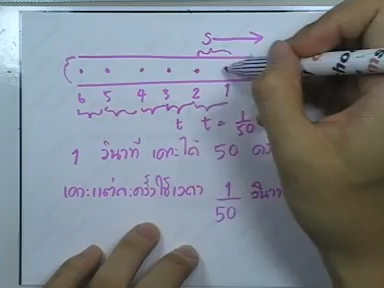 S
6 5 4 3 2 1
t t = 1/50
1 วินาที เคาะได้ 50 ครั้
เคาะแต่ละครั้งใช้เวลา 1/50 วินา